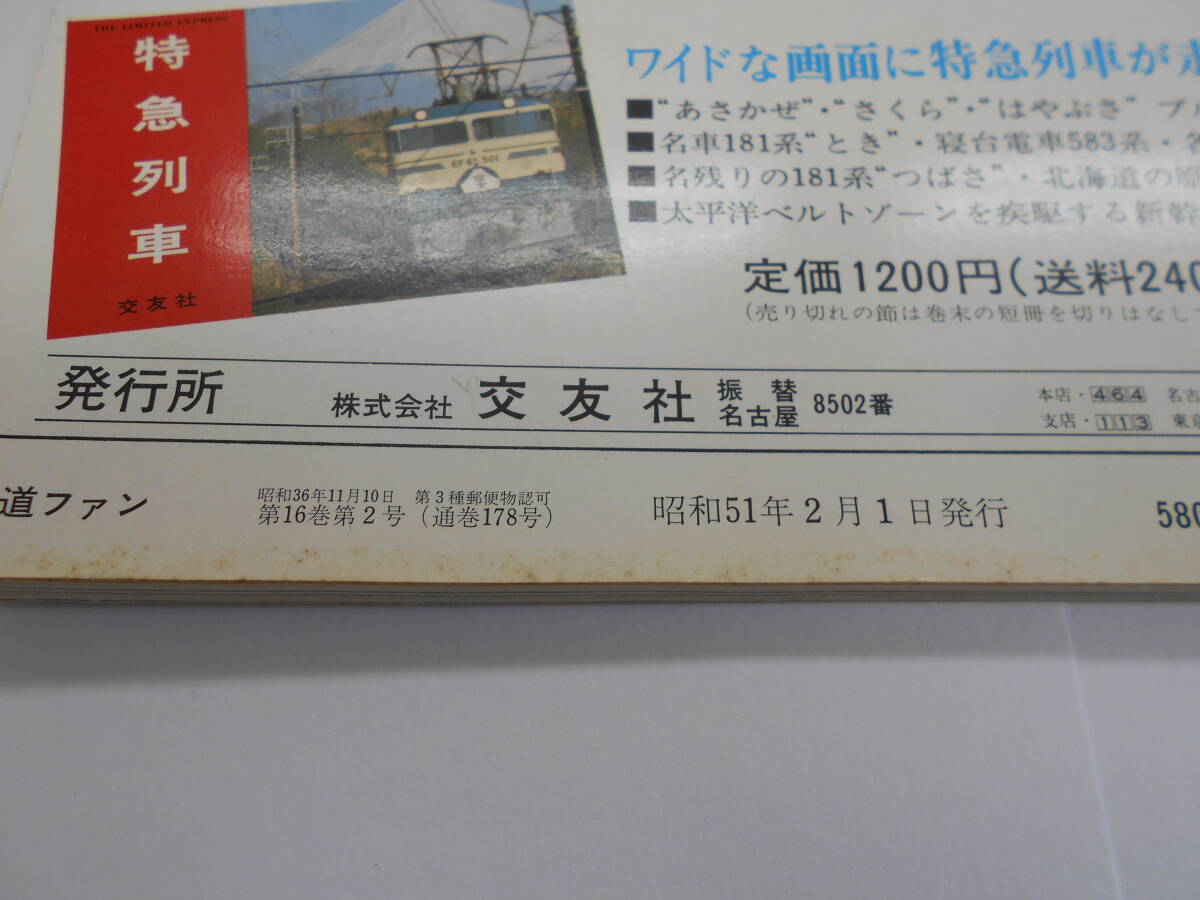 THE LIMITED EXPRESS
特急列車
交友社
EF 65 501
ワイドな画面に特急列車が
■“あさかぜ”・“さくら”・“はやぶさ” ブル
■名車181系“とき”・寝台電車583系・名
■名残りの181系“つばさ”・北海道の原
■太平洋ベルトゾーンを疾駆する新幹
定価1200円(送料240
(売り切れの節は巻末の短冊を切りはなして
発行所 株式会社 交友社 振替名古屋 8502番
本店・464 名古
支店・113 東京
道ファン
昭和36年11月10日 第3種郵便物認可
第16巻第2号(通巻178号)
昭和51年2月1日発行
580